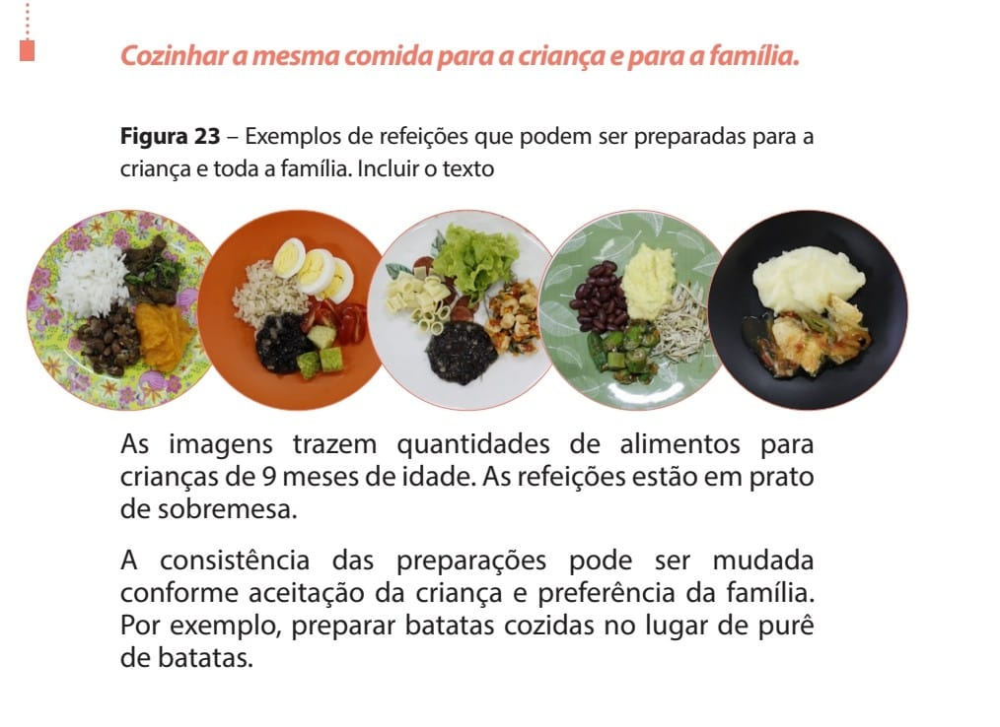 Cozinhar a mesma comida para a criança e para a família.
Figura 23 – Exemplos de refeições que podem ser preparadas para a
criança e toda a família. Incluir o texto
As imagens trazem quantidades de alimentos para
crianças de 9 meses de idade. As refeições estão em prato
de sobremesa.
A consistência das preparações pode ser mudada
conforme aceitação da criança e preferência da família.
Por exemplo, preparar batatas cozidas no lugar de purê
de batatas.